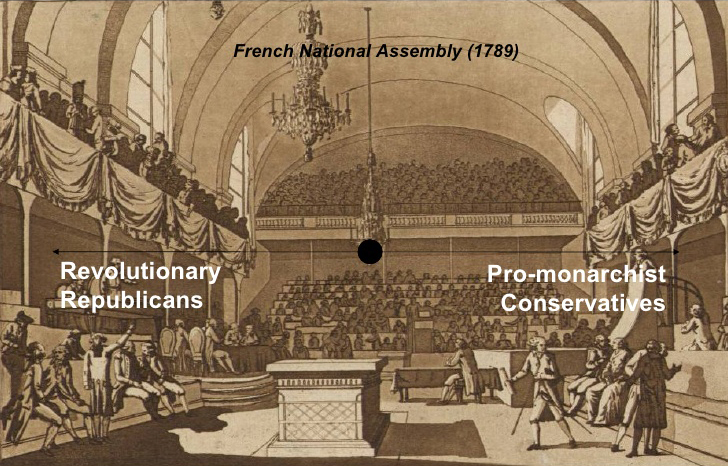 French National Assembly (1789)
Revolutionary
Republicans
Pro-monarchist
Conservatives